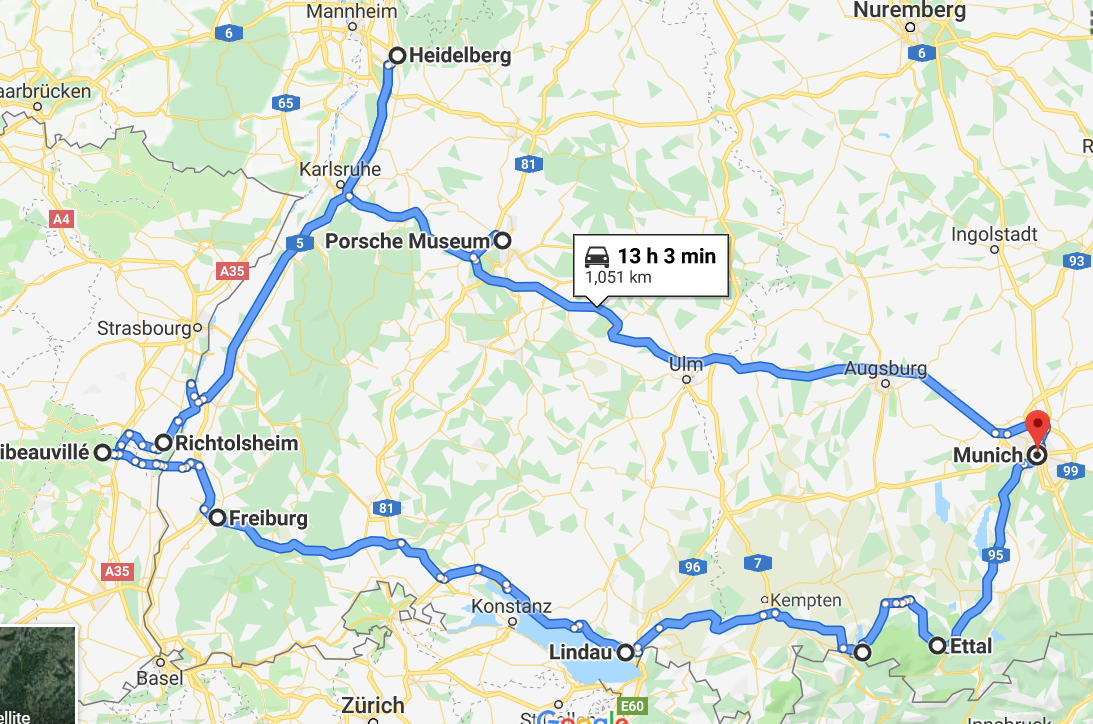 Mannheim
Nuremberg
6
6
Heidelberg
aarbrücken
65
Karlsruhe
81
R
A4
5
Porsche Museum
13 h 3 min
1,051 km
Ingolstadt
93
A35
Strasbourg
Ulm
Augsburg
Richtolsheim
ibeauvillé
Munich
99
81
Freiburg
95
96
7
A35
Konstanz
Kempten
Lindau
Ettal
Basel
Zürich
E60
Google
ellite